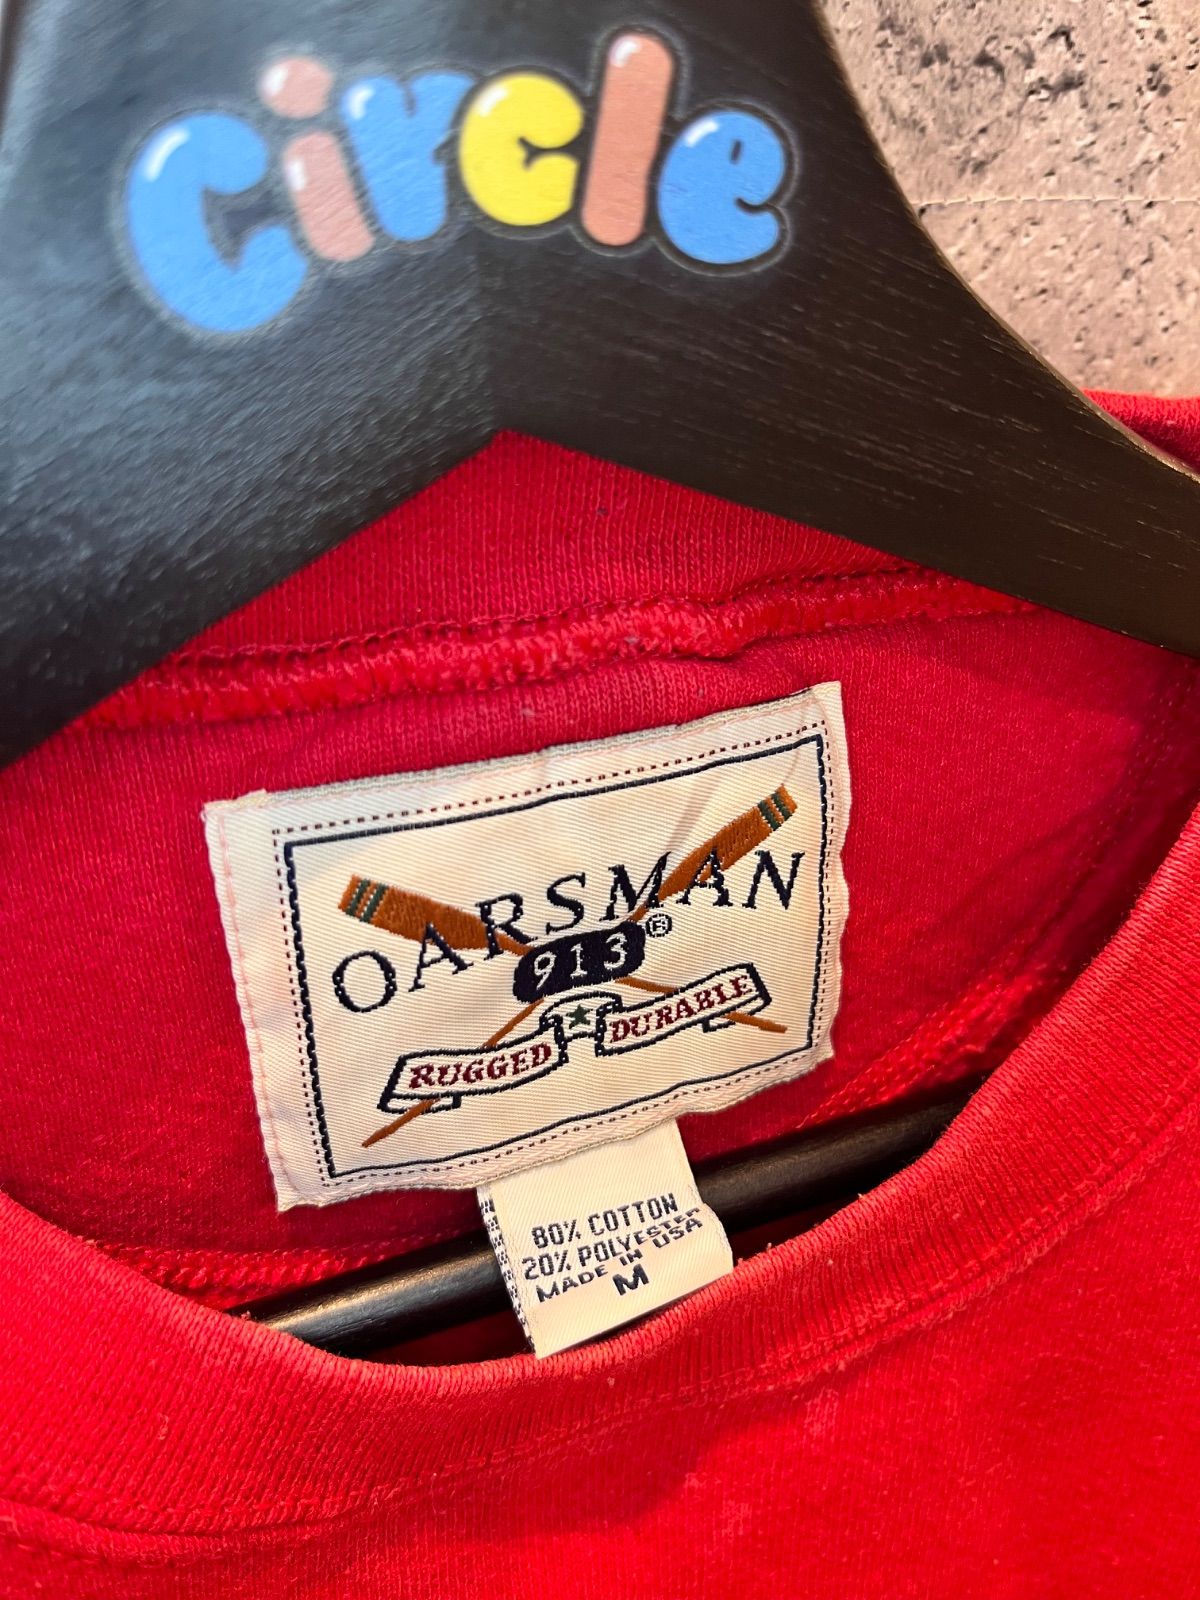 Circle
OARSMAN
913®
RUGGED DURABLE
80% COTTON
20% POLYESTER
MADE IN USA
M